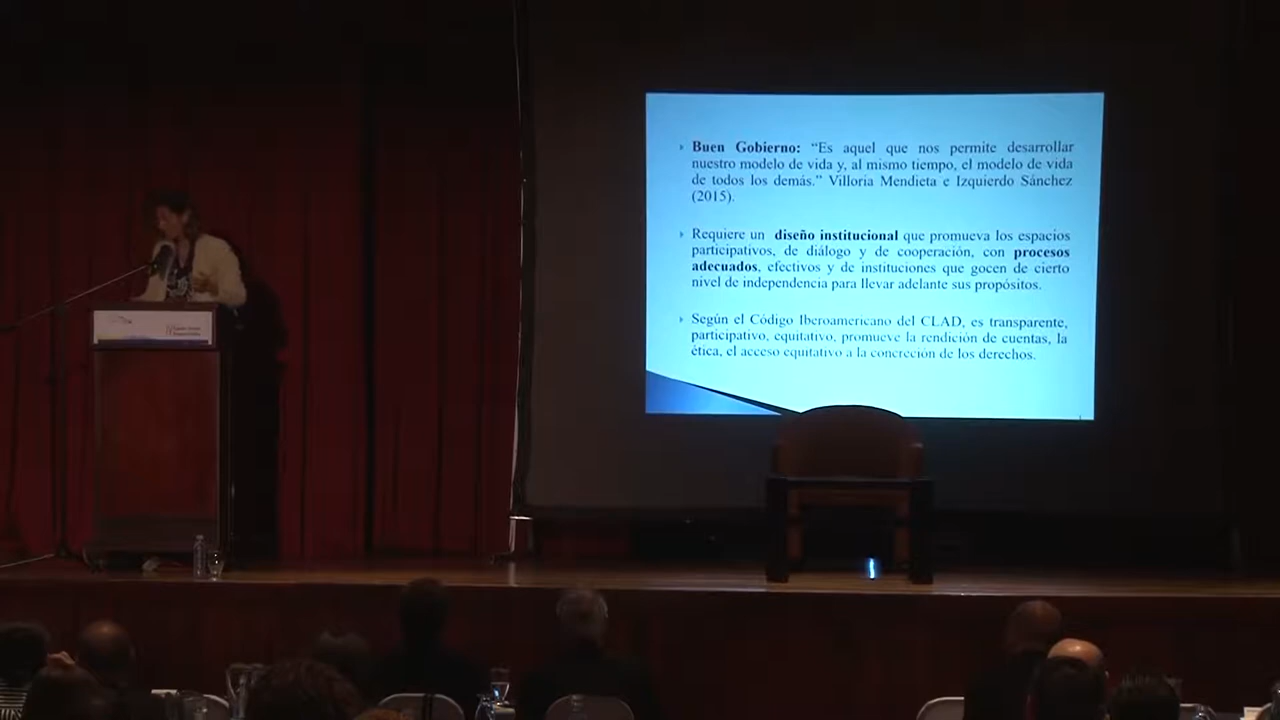 Buen Gobierno: “Es aquel que nos permite desarrollar
nuestro modelo de vida y, al mismo tiempo, el modelo de vida
de todos los demás.” Villoria Mendieta e Izquierdo Sánchez
(2015).
Requiere un diseño institucional que promueva los espacios
participativos, de diálogo y de cooperación, con procesos
adecuados, efectivos y de instituciones que gocen de cierto
nivel de independencia para llevar adelante sus propósitos.
Según el Código Iberoamericano del CLAD, es transparente,
participativo, equitativo, promueve la rendición de cuentas, la
ética, el acceso equitativo a la concreción de los derechos.